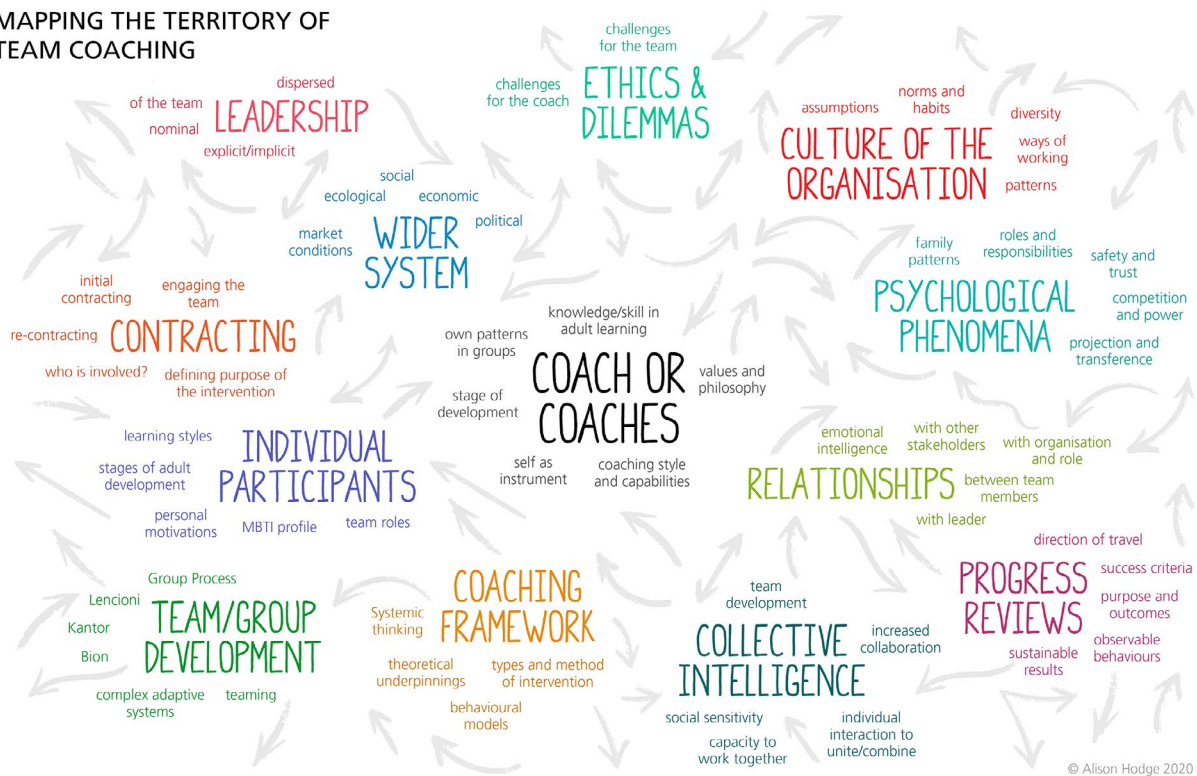 MAPPING THE TERRITORY OF
TEAM COACHING
dispersed
of the team
nominal
LEADERSHIP
explicit/implicit
challenges
for the team
challenges
for the coach
ETHICS &
DILEMMAS
assumptions
norms and
habits
diversity
CULTURE OF THE
ORGANISATION
ways of
working
patterns
social
ecological
economic
market
conditions
WIDER
SYSTEM
political
family
patterns
roles and
responsibilities
safety and
trust
PSYCHOLOGICAL
PHENOMENA
competition
and power
projection and
transference
initial
contracting
engaging the
team
re-contracting
CONTRACTING
who is involved?
defining purpose of
the intervention
knowledge/skill in
adult learning
own patterns
in groups
COACH OR
COACHES
values and
philosophy
stage of
development
self as
instrument
coaching style
and capabilities
learning styles
INDIVIDUAL
PARTICIPANTS
stages of adult
development
personal
motivations
MBTI profile
team roles
emotional
intelligence
with other
stakeholders
with organisation
and role
RELATIONSHIPS
between team
members
with leader
Group Process
Lencioni
TEAM/GROUP
DEVELOPMENT
Kantor
Bion
complex adaptive
systems
teaming
COACHING
FRAMEWORK
Systemic
thinking
theoretical
underpinnings
types and method
of intervention
behavioural
models
team
development
COLLECTIVE
INTELLIGENCE
increased
collaboration
social sensitivity
capacity to
work together
individual
interaction to
unite/combine
direction of travel
PROGRESS
REVIEWS
success criteria
purpose and
outcomes
observable
behaviours
sustainable
results
© Alison Hodge 2020